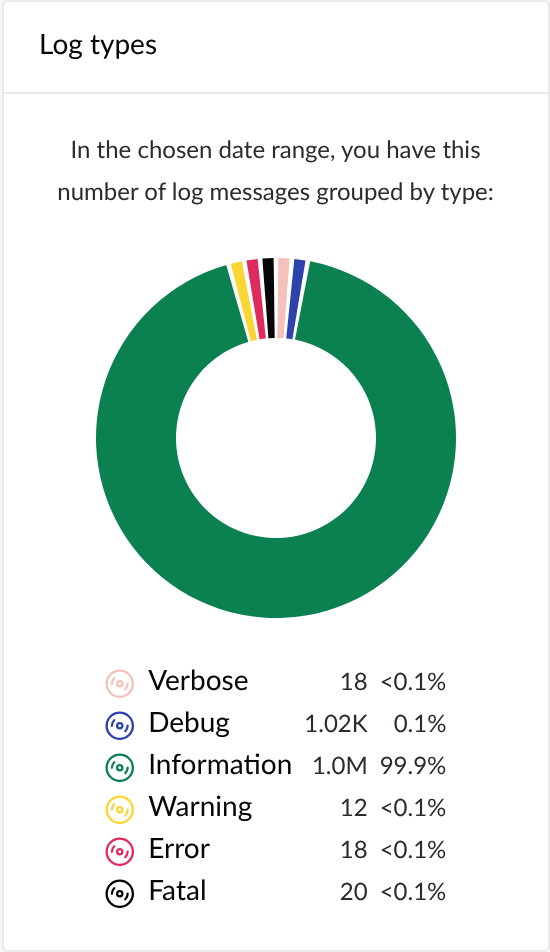 Log types
In the chosen date range, you have this
number of log messages grouped by type:
Verbose 18 <0.1%
Debug 1.02K 0.1%
Information 1.0M 99.9%
Warning 12 <0.1%
Error 18 <0.1%
Fatal 20 <0.1%